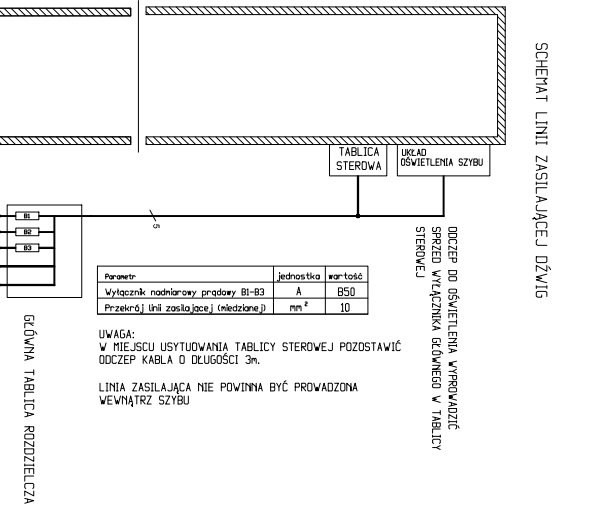 SCHEMAT LINII ZASILAJĄCEJ DŹWIG
TABLICA
STEROWA
UKŁAD
OŚWIETLENIA SZYBU
B1
B2
B3
5
ODCZEP DO OŚWIETLENIA WYPROWADZIĆ
SPRZED WYŁĄCZNIKA GŁÓWNEGO W TABLICY
STEROWEJ
Parametr jednostka wartość
Wyłącznik nadmiarowy prądowy B1-B3 A B50
Przekrój linii zasilającej (miedzianej) mm² 10
UWAGA:
W MIEJSCU USYTUOWANIA TABLICY STEROWEJ POZOSTAWIĆ
ODCZEP KABLA O DŁUGOŚCI 3m.
LINIA ZASILAJĄCA NIE POWINNA BYĆ PROWADZONA
WEWNĄTRZ SZYBU
GŁÓWNA TABLICA ROZDZIELCZA